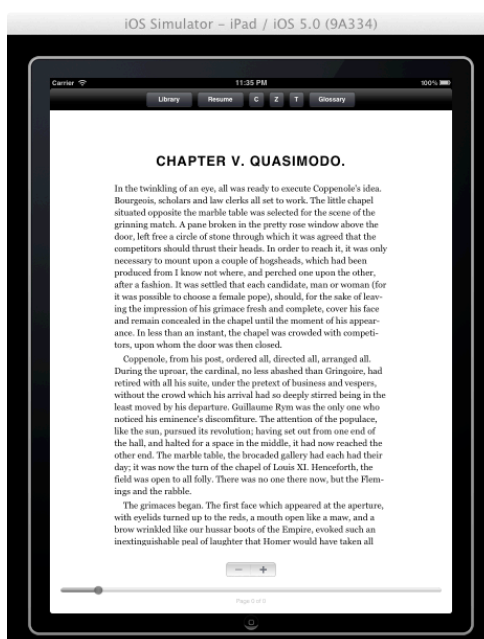 iOS Simulator – iPad / iOS 5.0 (9A334)
Carrier 11:35 PM 100%
Library Resume C Z T Glossary
CHAPTER V. QUASIMODO.
In the twinkling of an eye, all was ready to execute Coppenole's idea.
Bourgeois, scholars and law clerks all set to work. The little chapel
situated opposite the marble table was selected for the scene of the
grinning match. A pane broken in the pretty rose window above the
door, left free a circle of stone through which it was agreed that the
competitors should thrust their heads. In order to reach it, it was only
necessary to mount upon a couple of hogsheads, which had been
produced from I know not where, and perched one upon the other,
after a fashion. It was settled that each candidate, man or woman (for
it was possible to choose a female pope), should, for the sake of leav-
ing the impression of his grimace fresh and complete, cover his face
and remain concealed in the chapel until the moment of his appear-
ance. In less than an instant, the chapel was crowded with competi-
tors, upon whom the door was then closed.
Coppenole, from his post, ordered all, directed all, arranged all.
During the uproar, the cardinal, no less abashed than Gringoire, had
retired with all his suite, under the pretext of business and vespers,
without the crowd which his arrival had so deeply stirred being in the
least moved by his departure. Guillaume Rym was the only one who
noticed his eminence's discomfiture. The attention of the populace,
like the sun, pursued its revolution; having set out from one end of
the hall, and halted for a space in the middle, it had now reached the
other end. The marble table, the brocaded gallery had each had their
day; it was now the turn of the chapel of Louis XI. Henceforth, the
field was open to all folly. There was no one there now, but the Flem-
ings and the rabble.
The grimaces began. The first face which appeared at the aperture,
with eyelids turned up to the reds, a mouth open like a maw, and a
brow wrinkled like our hussar boots of the Empire, evoked such an
inextinguishable peal of laughter that Homer would have taken all
− +